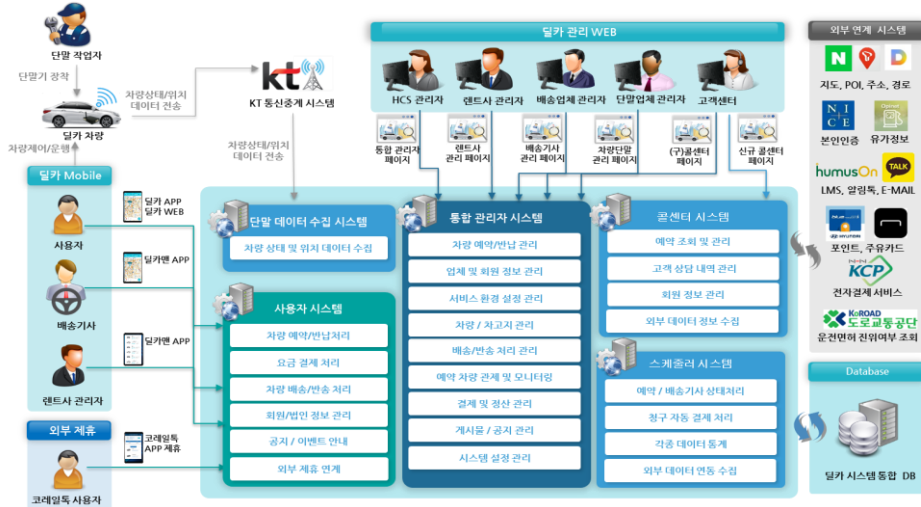 단말 작업자
단말기 장착
딜카 차량
차량제어/운행
차량상태/위치
데이터 전송
kt
KT 통신중계 시스템
차량상태/위치
데이터 전송
딜카 관리 WEB
HCS 관리자
렌트사 관리자
배송업체 관리자
단말업체 관리자
고객센터
통합 관리자
페이지
렌트사
관리 페이지
배송기사
관리 페이지
차량단말
관리 페이지
(구)콜센터
페이지
신규 콜센터
페이지
딜카 Mobile
사용자
딜카 APP
딜카 WEB
배송기사
딜카맨 APP
렌트사 관리자
딜카맨 APP
외부 제휴
코레일톡 사용자
코레일톡
APP 제휴
단말 데이터 수집 시스템
차량 상태 및 위치 데이터 수집
사용자 시스템
차량 예약/반납처리
요금 결제 처리
차량 배송/반송 처리
회원/법인 정보 관리
공지 / 이벤트 안내
외부 제휴 연계
통합 관리자 시스템
차량 예약/반납 관리
업체 및 회원 정보 관리
서비스 환경 설정 관리
차량 / 차고지 관리
배송/반송 처리 관리
예약 차량 관제 및 모니터링
결제 및 정산 관리
게시물 / 공지 관리
시스템 설정 관리
콜센터 시스템
예약 조회 및 관리
고객 상담 내역 관리
회원 정보 관리
외부 데이터 정보 수집
스케줄러 시스템
예약 / 배송기사 상태처리
청구 자동 결제 처리
각종 데이터 통계
외부 데이터 연동 수집
외부 연계 시스템
N
D
지도, POI, 주소, 경로
NICE
Opinet
본인인증
유가정보
humusOn
TALK
LMS, 알림톡, E-MAIL
HYUNDAI
포인트, 주유카드
KCP
전자결제 서비스
KoROAD
도로교통공단
운전면허 진위여부 조회
Database
딜카 시스템 통합 DB